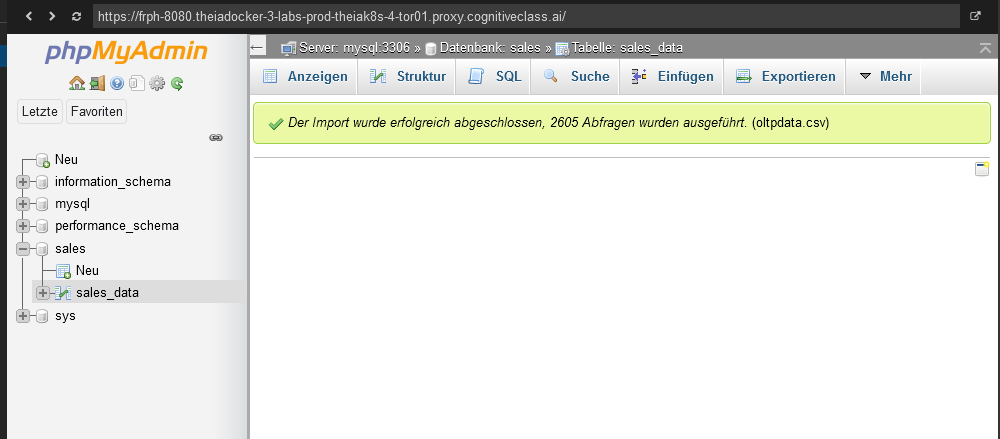 https://frph-8080.theiadocker-3-labs-prod-theiak8s-4-tor01.proxy.cognitiveclass.ai/
phpMyAdmin
Letzte Favoriten
Neu
information_schema
mysql
performance_schema
sales
Neu
sales_data
sys
Server: mysql:3306 » Datenbank: sales » Tabelle: sales_data
Anzeigen Struktur SQL Suche Einfügen Exportieren Mehr
Der Import wurde erfolgreich abgeschlossen, 2605 Abfragen wurden ausgeführt. (oltpdata.csv)